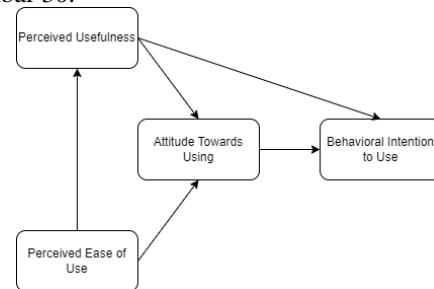 Perceived Usefulness
Attitude Towards
Using
Behavioral Intention
to Use
Perceived Ease of
Use